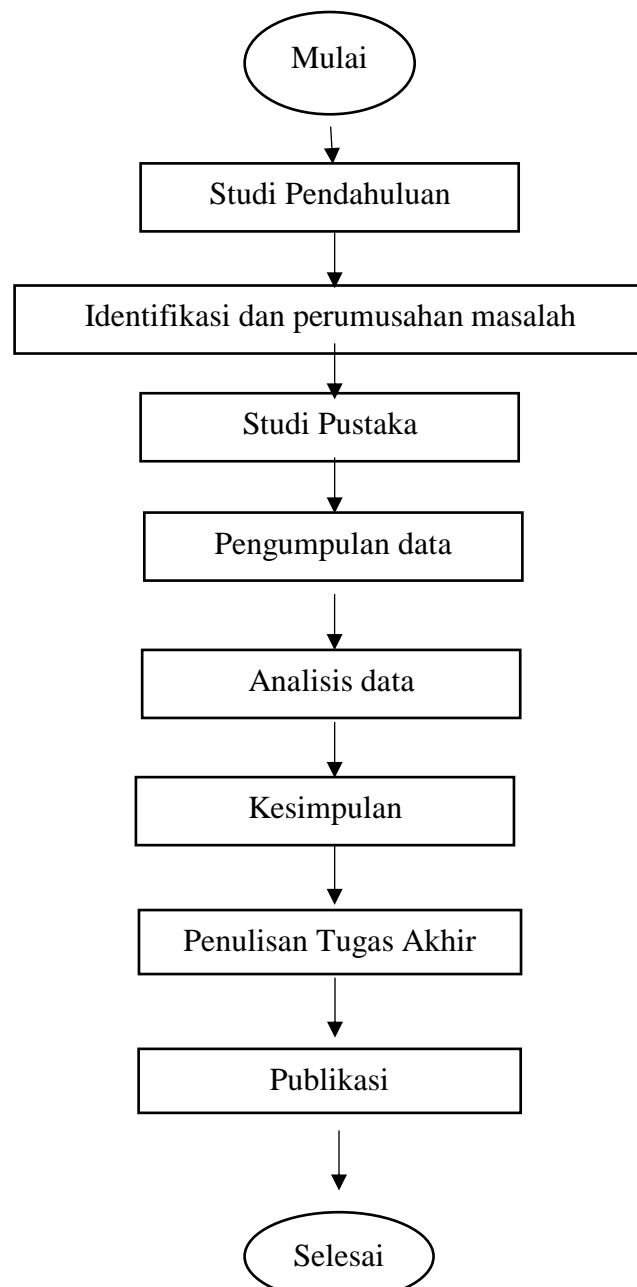 Mulai
Studi Pendahuluan
Identifikasi dan perumusahan masalah
Studi Pustaka
Pengumpulan data
Analisis data
Kesimpulan
Penulisan Tugas Akhir
Publikasi
Selesai